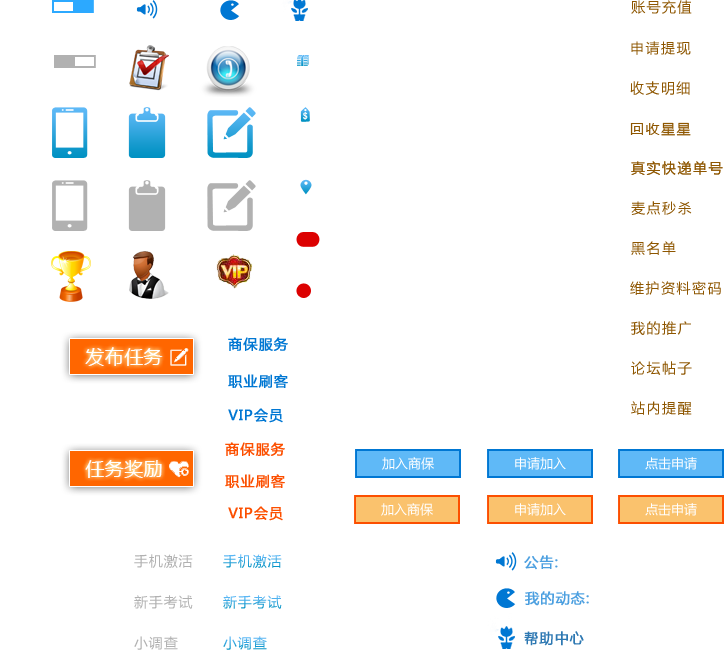 账号充值
申请提现
收支明细
回收星星
真实快递单号
麦点秒杀
黑名单
VIP
维护资料密码
我的推广
发布任务
商保服务
论坛帖子
职业刷客
站内提醒
VIP会员
任务奖励
商保服务
加入商保
申请加入
点击申请
职业刷客
VIP会员
加入商保
申请加入
点击申请
手机激活
手机激活
公告:
新手考试
新手考试
我的动态:
小调查
小调查
帮助中心